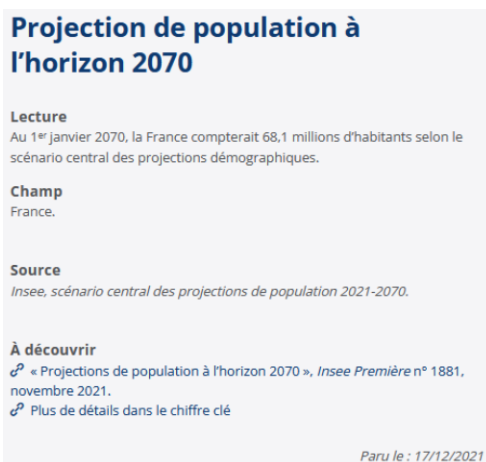 Projection de population à
l’horizon 2070
Lecture
Au 1er janvier 2070, la France compterait 68,1 millions d’habitants selon le
scénario central des projections démographiques.
Champ
France.
Source
Insee, scénario central des projections de population 2021-2070.
À découvrir
« Projections de population à l’horizon 2070 », Insee Première n° 1881,
novembre 2021.
Plus de détails dans le chiffre clé
Paru le : 17/12/2021